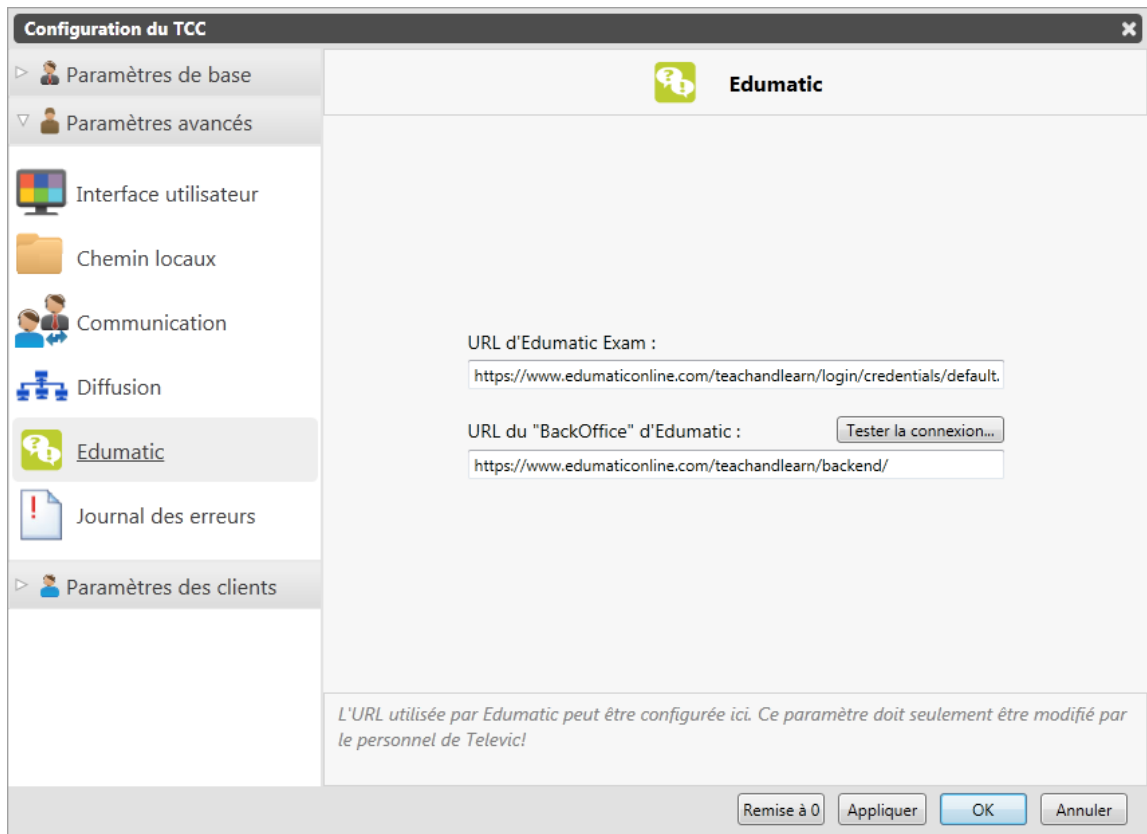 Configuration du TCC
Paramètres de base
Paramètres avancés
Interface utilisateur
Chemin locaux
Communication
Diffusion
Edumatic
Journal des erreurs
Paramètres des clients
Edumatic
URL d'Edumatic Exam :
https://www.edumaticonline.com/teachandlearn/login/credentials/default.
URL du "BackOffice" d'Edumatic :
Tester la connexion...
https://www.edumaticonline.com/teachandlearn/backend/
L'URL utilisée par Edumatic peut être configurée ici. Ce paramètre doit seulement être modifié par
le personnel de Televic!
Remise à 0
Appliquer
OK
Annuler